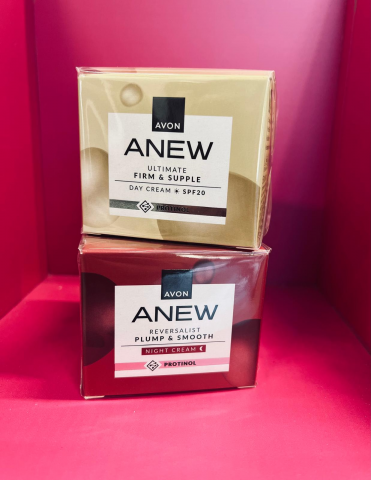 AVON
ANEW
ULTIMATE
FIRM & SUPPLE
DAY CREAM ☀ SPF20
PROTINOL
AVON
ANEW
REVERSALIST
PLUMP & SMOOTH
NIGHT CREAM ☾
PROTINOL